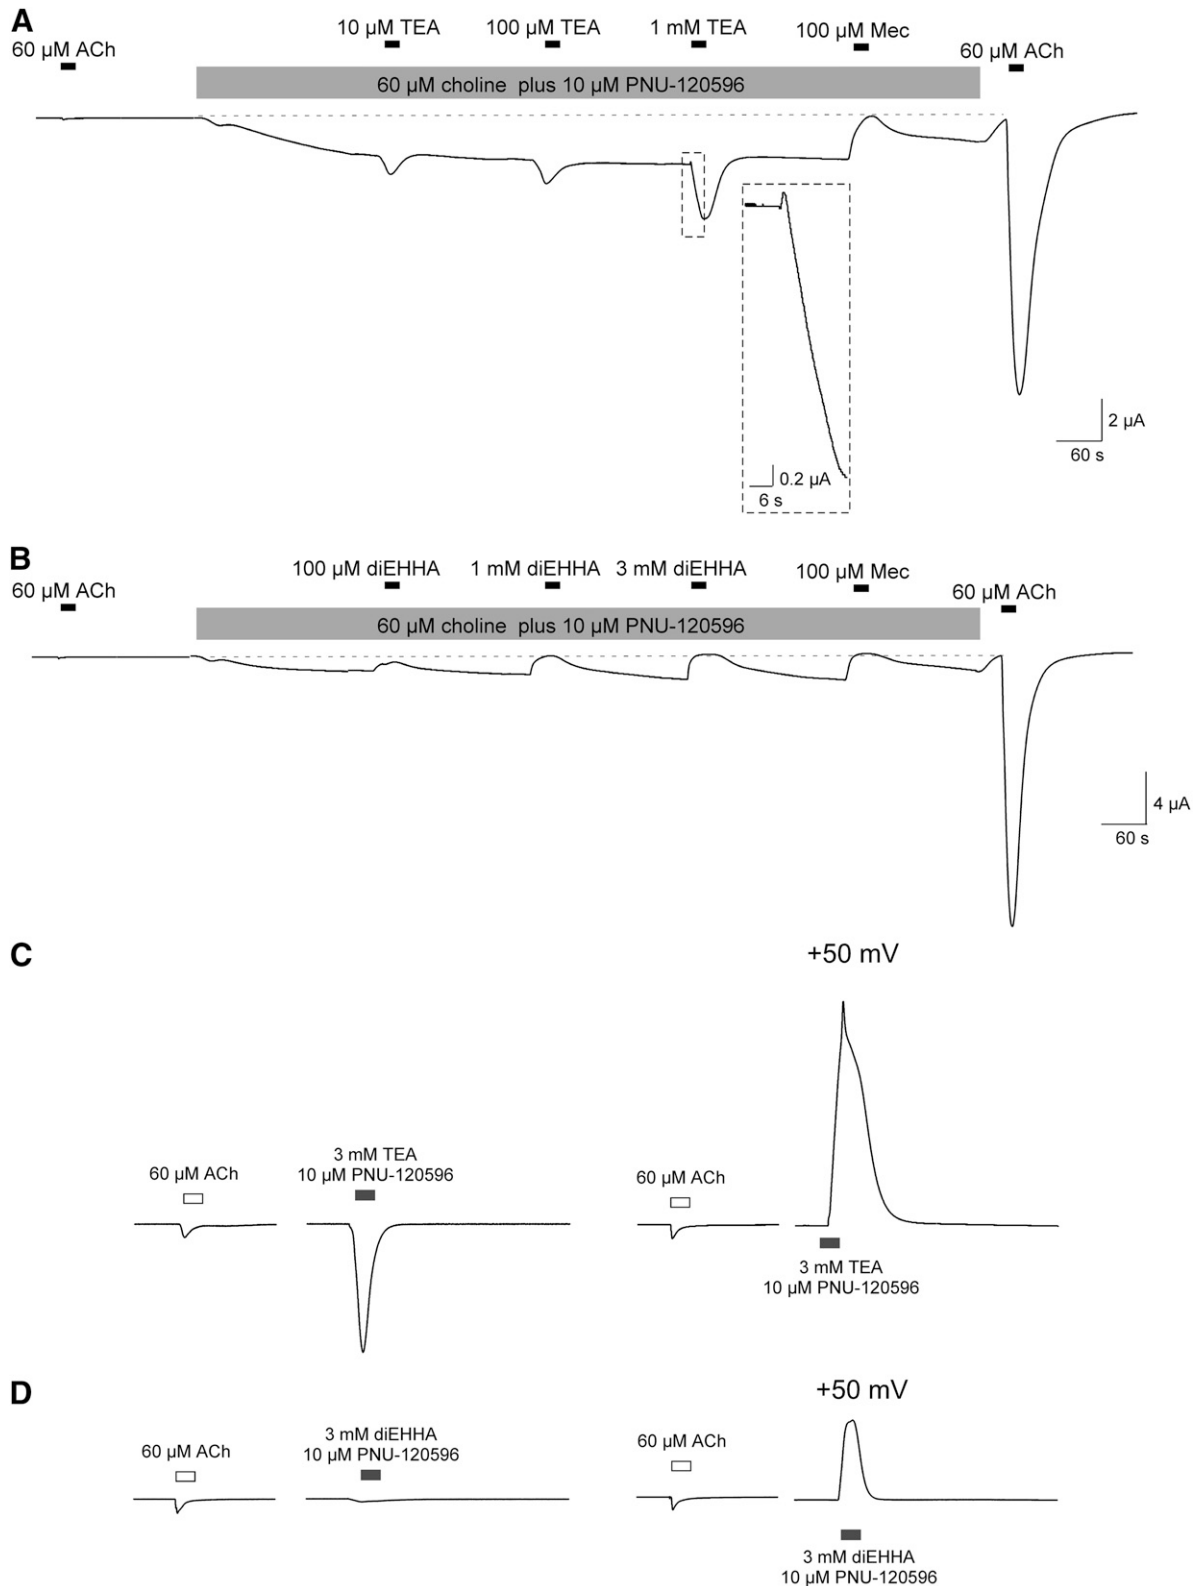 A
10 µM TEA
100 µM TEA
1 mM TEA
100 µM Mec
60 µM ACh
60 µM ACh
60 µM choline plus 10 µM PNU-120596
2 µA
60 s
0.2 µA
6 s
B
100 µM diEHHA
1 mM diEHHA
3 mM diEHHA
100 µM Mec
60 µM ACh
60 µM ACh
60 µM choline plus 10 µM PNU-120596
4 µA
60 s
C
+50 mV
60 µM ACh
3 mM TEA
10 µM PNU-120596
60 µM ACh
3 mM TEA
10 µM PNU-120596
D
+50 mV
60 µM ACh
3 mM diEHHA
10 µM PNU-120596
60 µM ACh
3 mM diEHHA
10 µM PNU-120596